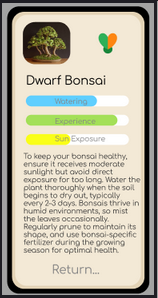 Dwarf Bonsai
Watering
Experience
Sun Exposure
To keep your bonsai healthy,
ensure it receives moderate
sunlight but avoid direct
exposure for too long. Water the
plant thoroughly when the soil
begins to dry out, typically
every 2-3 days. Bonsais thrive in
humid environments, so mist
the leaves occasionally.
Regularly prune to maintain its
shape, and use bonsai-specific
fertilizer during the growing
season for optimal health.
Return...